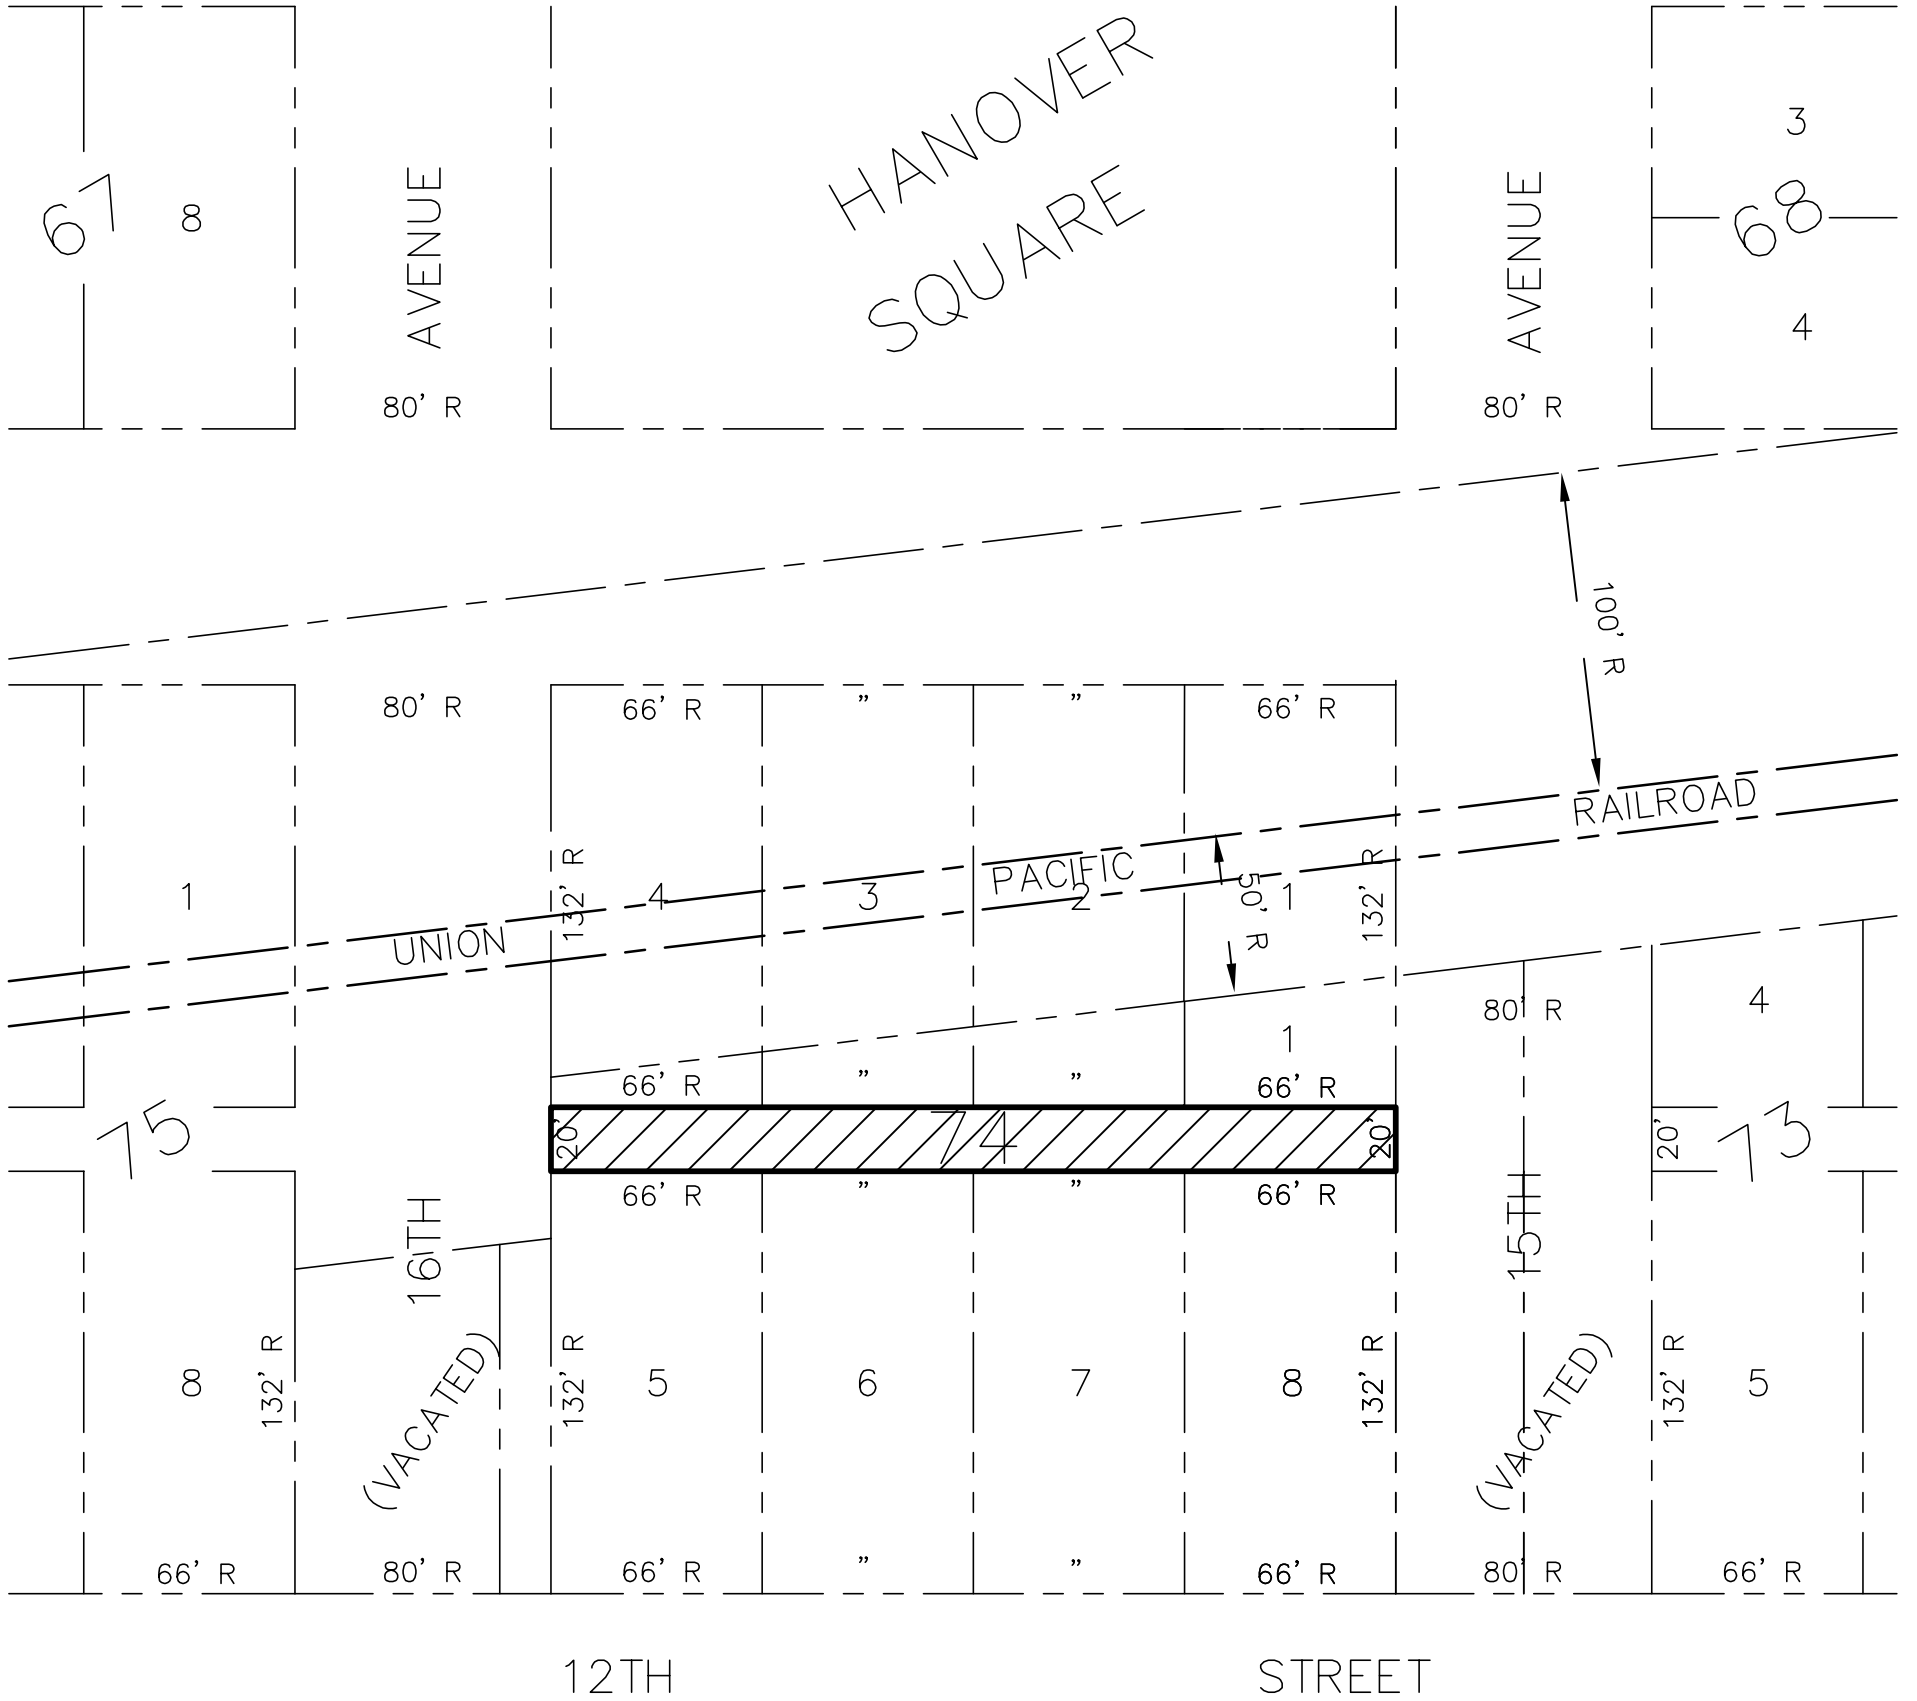 HANOVER
SQUARE
67
8
AVENUE
80' R
AVENUE
80' R
3
68
4
100' R
80' R
66' R
"
"
66' R
RAILROAD
PACIFIC
UNION
1
132' R
4
3
2
50' R
1
132' R
80' R
4
1
66' R
"
"
66' R
75
20'
74
20'
20'
73
66' R
"
"
66' R
16TH
15TH
8
132' R
(VACATED)
132' R
5
6
7
8
132' R
(VACATED)
132' R
5
66' R
80' R
66' R
"
"
66' R
80' R
66' R
12TH
STREET